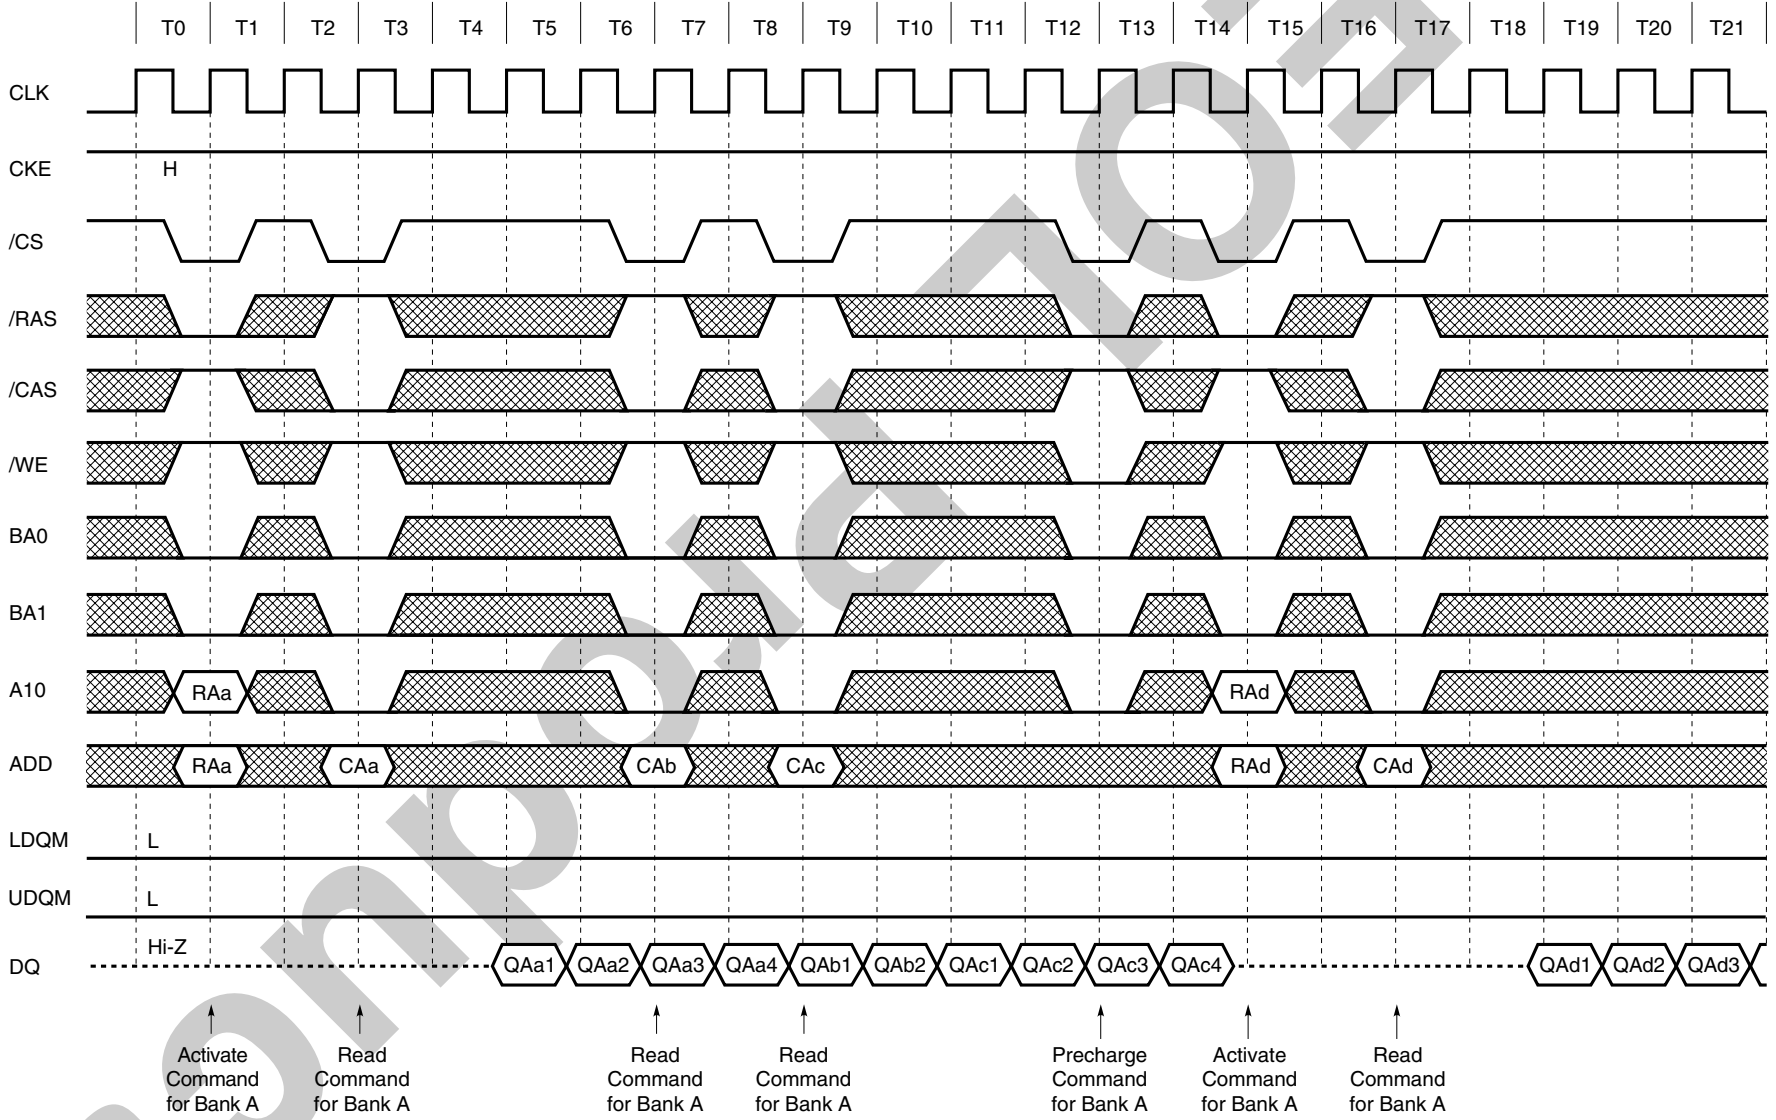 T0 T1 T2 T3 T4 T5 T6 T7 T8 T9 T10 T11 T12 T13 T14 T15 T16 T17 T18 T19 T20 T21
CLK
CKE H
/CS
/RAS
/CAS
/WE
BA0
BA1
A10 RAa RAd
ADD RAa CAa CAb CAc RAd CAd
LDQM L
UDQM L
DQ Hi-Z QAa1 QAa2 QAa3 QAa4 QAb1 QAb2 QAc1 QAc2 QAc3 QAc4 QAd1 QAd2 QAd3
Activate Command for Bank A
Read Command for Bank A
Read Command for Bank A
Read Command for Bank A
Precharge Command for Bank A
Activate Command for Bank A
Read Command for Bank A